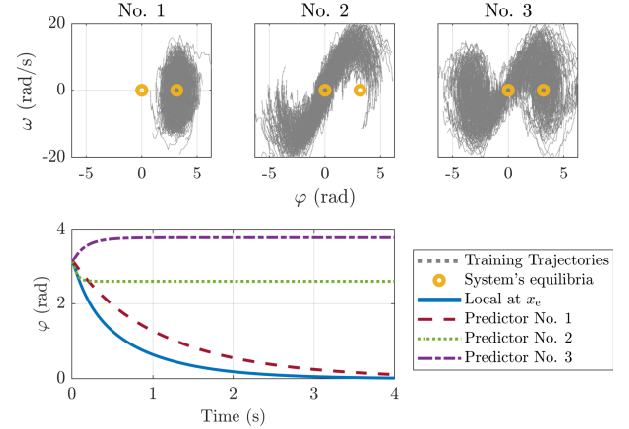 No. 1 No. 2 No. 3
20
0
-20
ω (rad/s)
-5 0 5 -5 0 5 -5 0 5
φ (rad)
4
2
0
φ (rad)
0 1 2 3 4
Time (s)
Training Trajectories
System's equilibria
Local at xe
Predictor No. 1
Predictor No. 2
Predictor No. 3